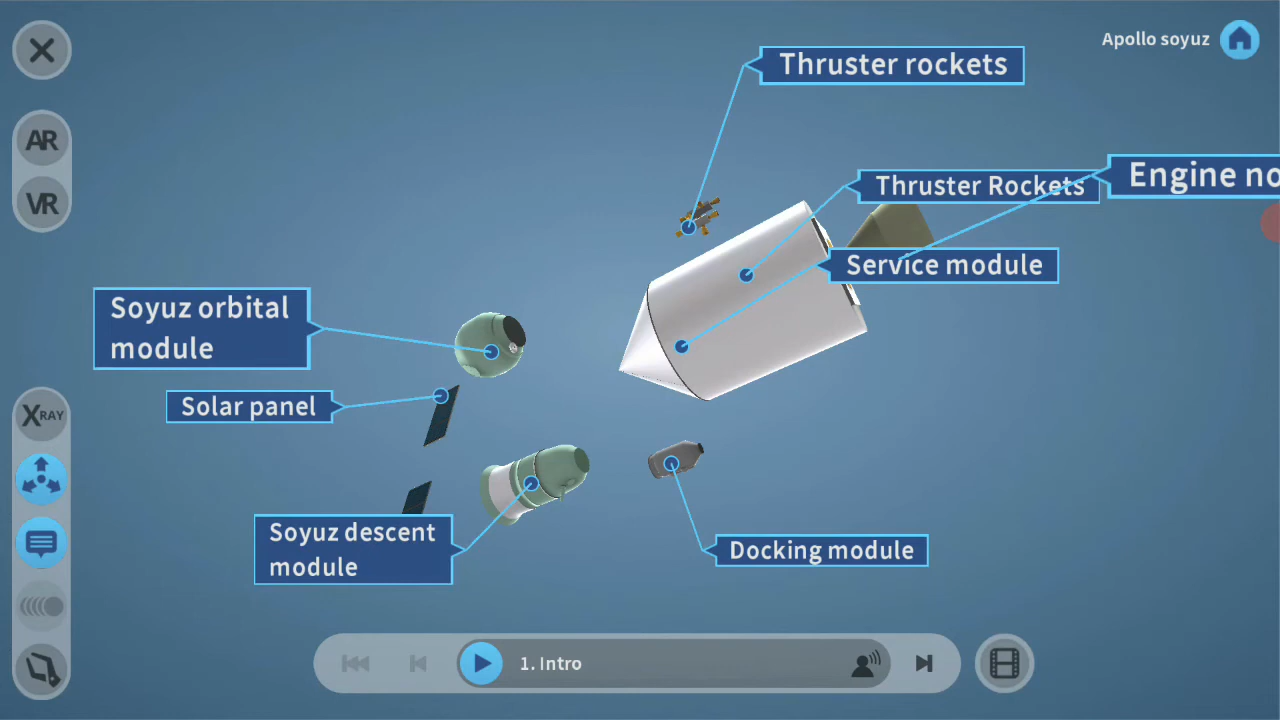 Apollo soyuz
Thruster rockets
AR
VR
Thruster Rockets
Engine no
Service module
Soyuz orbital
module
Solar panel
XRAY
Soyuz descent
module
Docking module
1. Intro